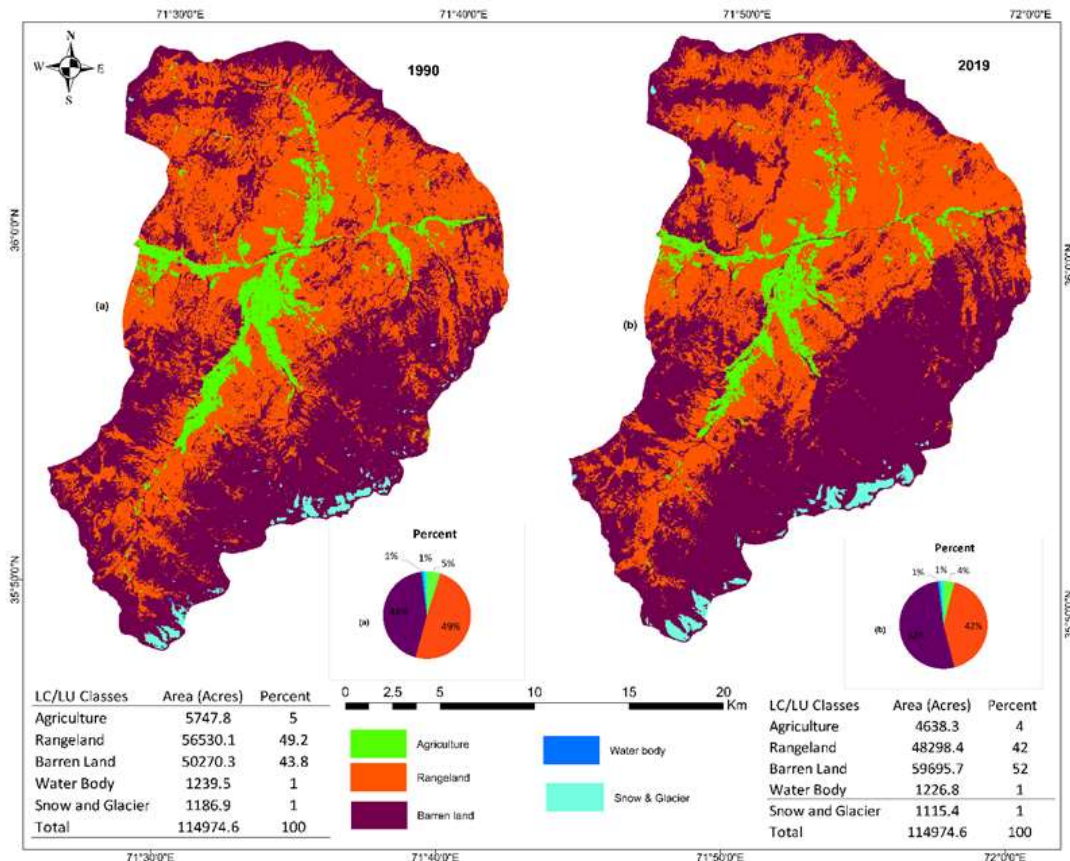 71°30'0"E 71°40'0"E 71°50'0"E 72°0'0"E
N
W E
S
1990
2019
36°0'0"N
36°0'0"N
(a)
(b)
35°50'0"N
35°50'0"N
Percent
1% 1% 5%
(a)
49%
Percent
1% 1% 4%
(b)
42%
LC/LU Classes Area (Acres) Percent
Agriculture 5747.8 5
Rangeland 56530.1 49.2
Barren Land 50270.3 43.8
Water Body 1239.5 1
Snow and Glacier 1186.9 1
Total 114974.6 100
0 2.5 5 10 15 20
Km
Agriculture
Rangeland
Barren land
Water body
Snow & Glacier
LC/LU Classes Area (Acres) Percent
Agriculture 4638.3 4
Rangeland 48298.4 42
Barren Land 59695.7 52
Water Body 1226.8 1
Snow and Glacier 1115.4 1
Total 114974.6 100
71°30'0"E 71°40'0"E 71°50'0"E 72°0'0"E